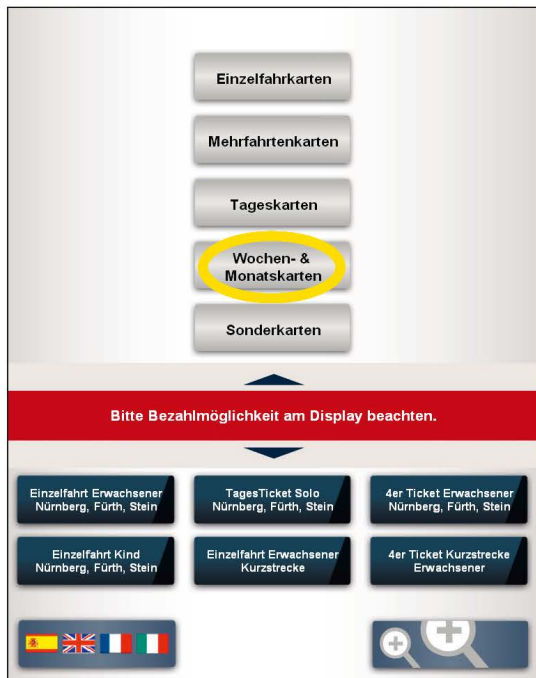 Einzelfahrkarten
Mehrfahrtenkarten
Tageskarten
Wochen- &
Monatskarten
Sonderkarten
Bitte Bezahlmöglichkeit am Display beachten.
Einzelfahrt Erwachsener
Nürnberg, Fürth, Stein
TagesTicket Solo
Nürnberg, Fürth, Stein
4er Ticket Erwachsener
Nürnberg, Fürth, Stein
Einzelfahrt Kind
Nürnberg, Fürth, Stein
Einzelfahrt Erwachsener
Kurzstrecke
4er Ticket Kurzstrecke
Erwachsener